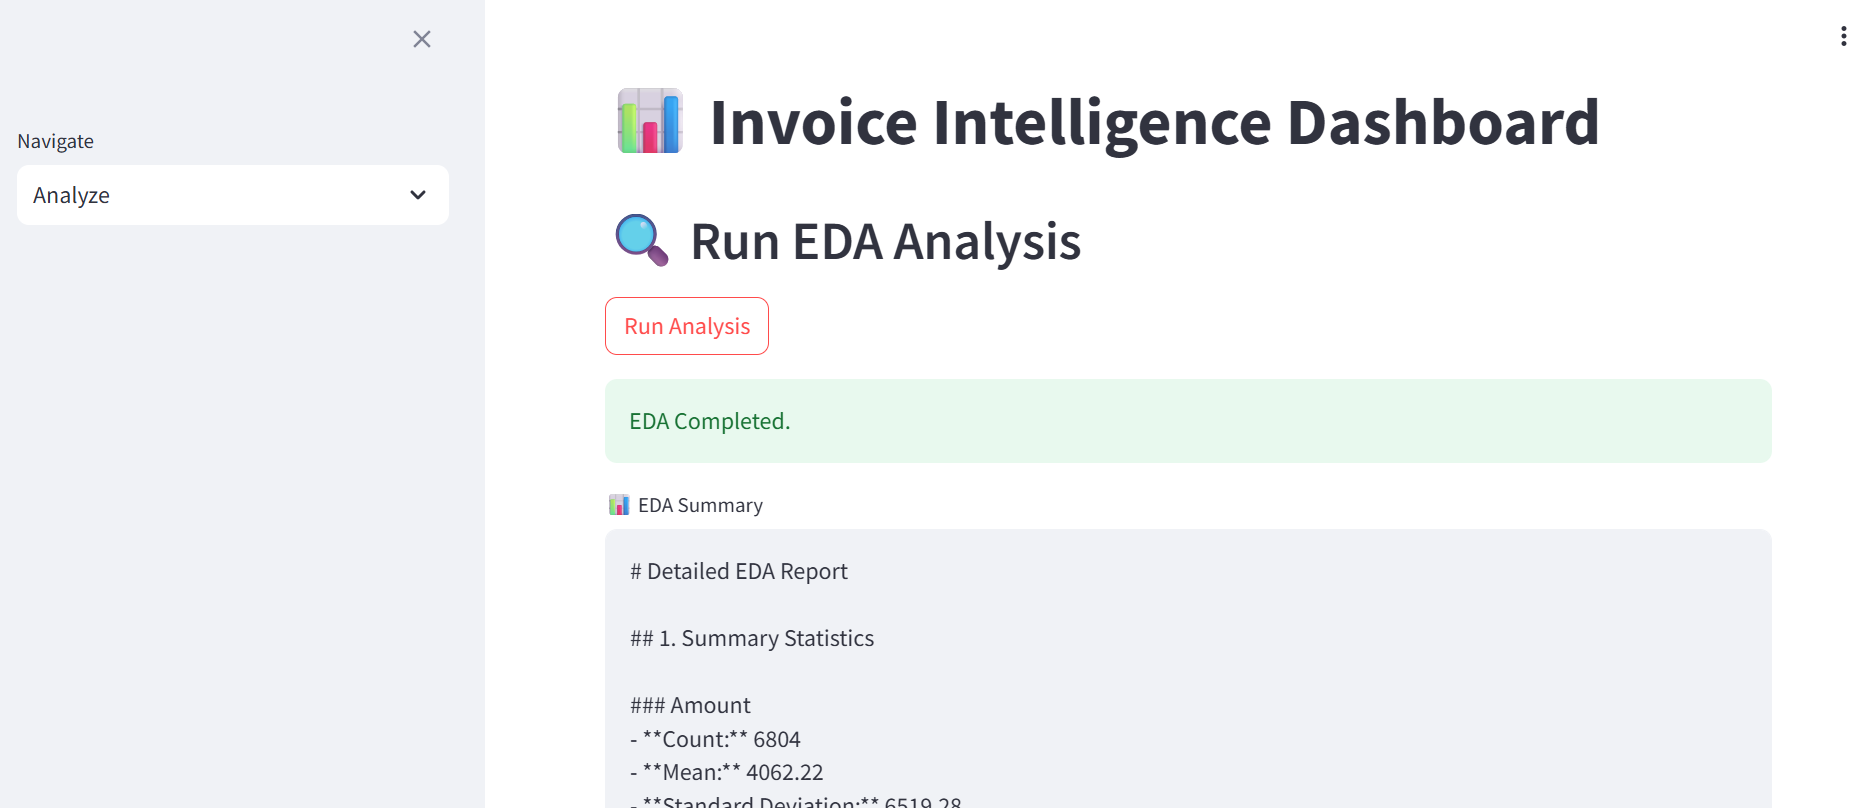 Navigate
Analyze
Invoice Intelligence Dashboard
Run EDA Analysis
Run Analysis
EDA Completed.
EDA Summary
# Detailed EDA Report
## 1. Summary Statistics
### Amount
- **Count:** 6804
- **Mean:** 4062.22
- **Standard Deviation:** 6519.28